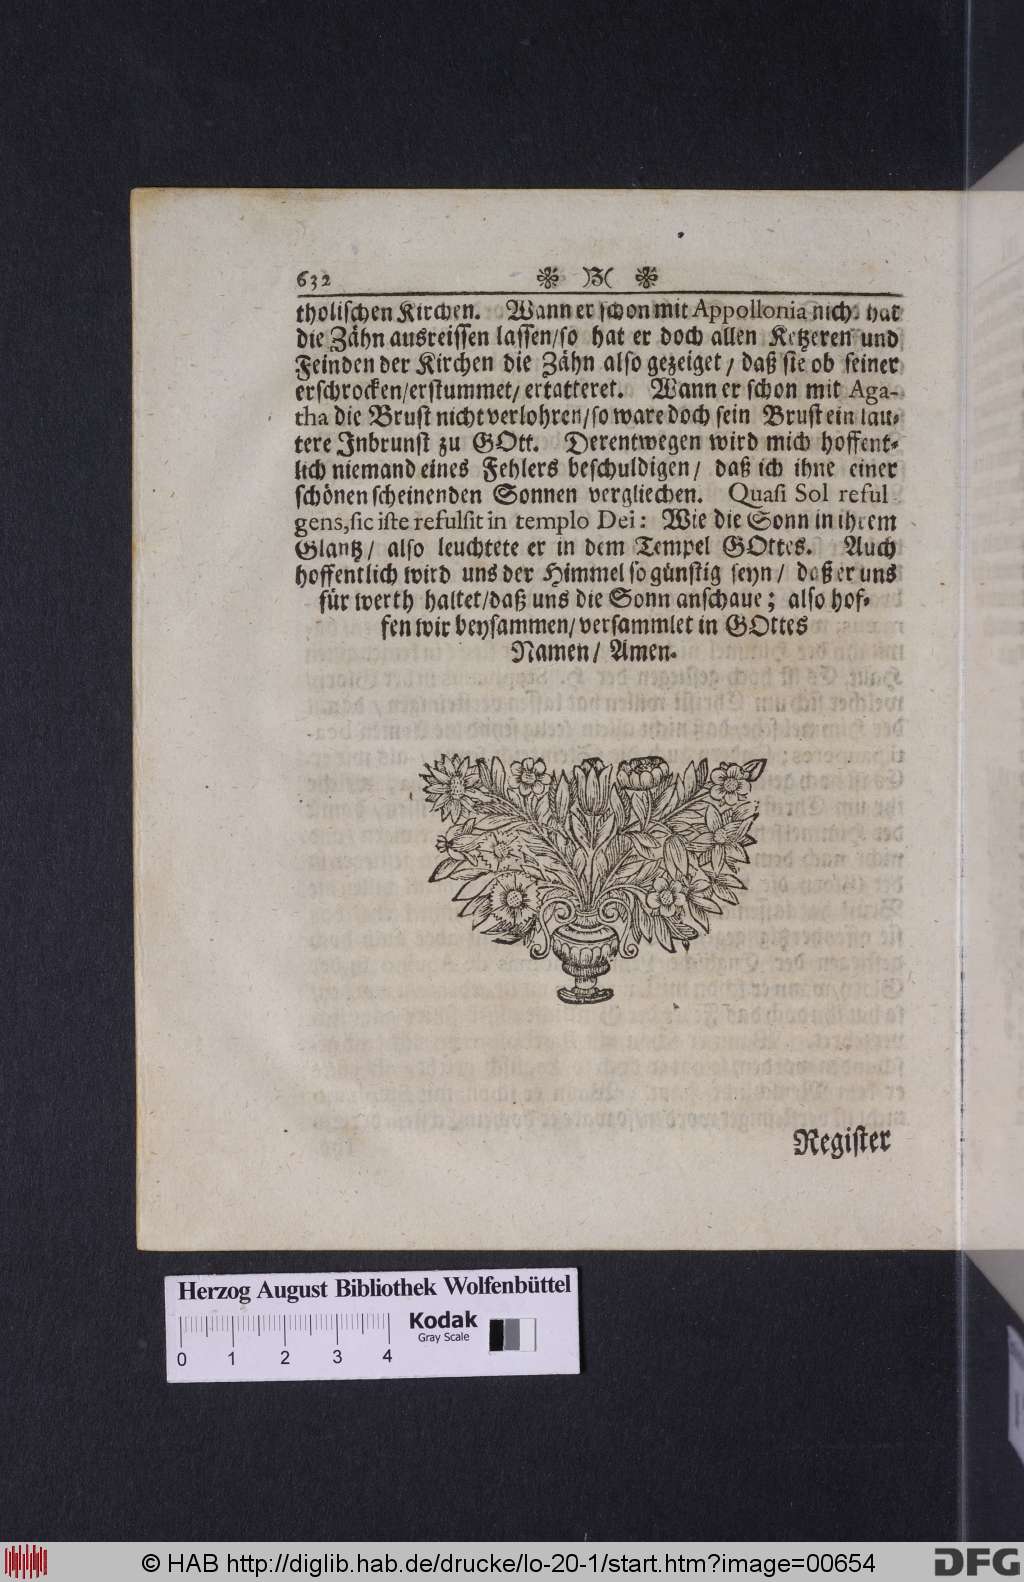 632 )3(
tholischen Kirchen. Wann er schon mit Appollonia nicht hat
die Zähn ausreissen lassen/so hat er doch allen Ketzeren und
Feinden der Kirchen die Zähn also gezeiget/ daß sie ob seiner
erschrocken/erstummet/ ertatteret. Wann er schon mit Aga-
tha die Brust nicht verlohren/so ware doch sein Brust ein lau-
tere Inbrunst zu GOtt. Derentwegen wird mich hoffent-
lich niemand eines Fehlers beschuldigen/ daß ich ihne einer
schönen scheinenden Sonnen vergliechen. Quasi Sol reful
gens, sic iste refulsit in templo Dei: Wie die Sonn in ihrem
Glantz/ also leuchtete er in dem Tempel GOttes. Auch
hoffentlich wird uns der Himmel so günstig seyn/ daß er uns
für werth haltet/daß uns die Sonn anschaue; also hof-
fen wir beysammen/ versammlet in GOttes
Namen/ Amen.
Register
Herzog August Bibliothek Wolfenbüttel
Kodak
Gray Scale
0 1 2 3 4
© HAB http://diglib.hab.de/drucke/lo-20-1/start.htm?image=00654
DFG